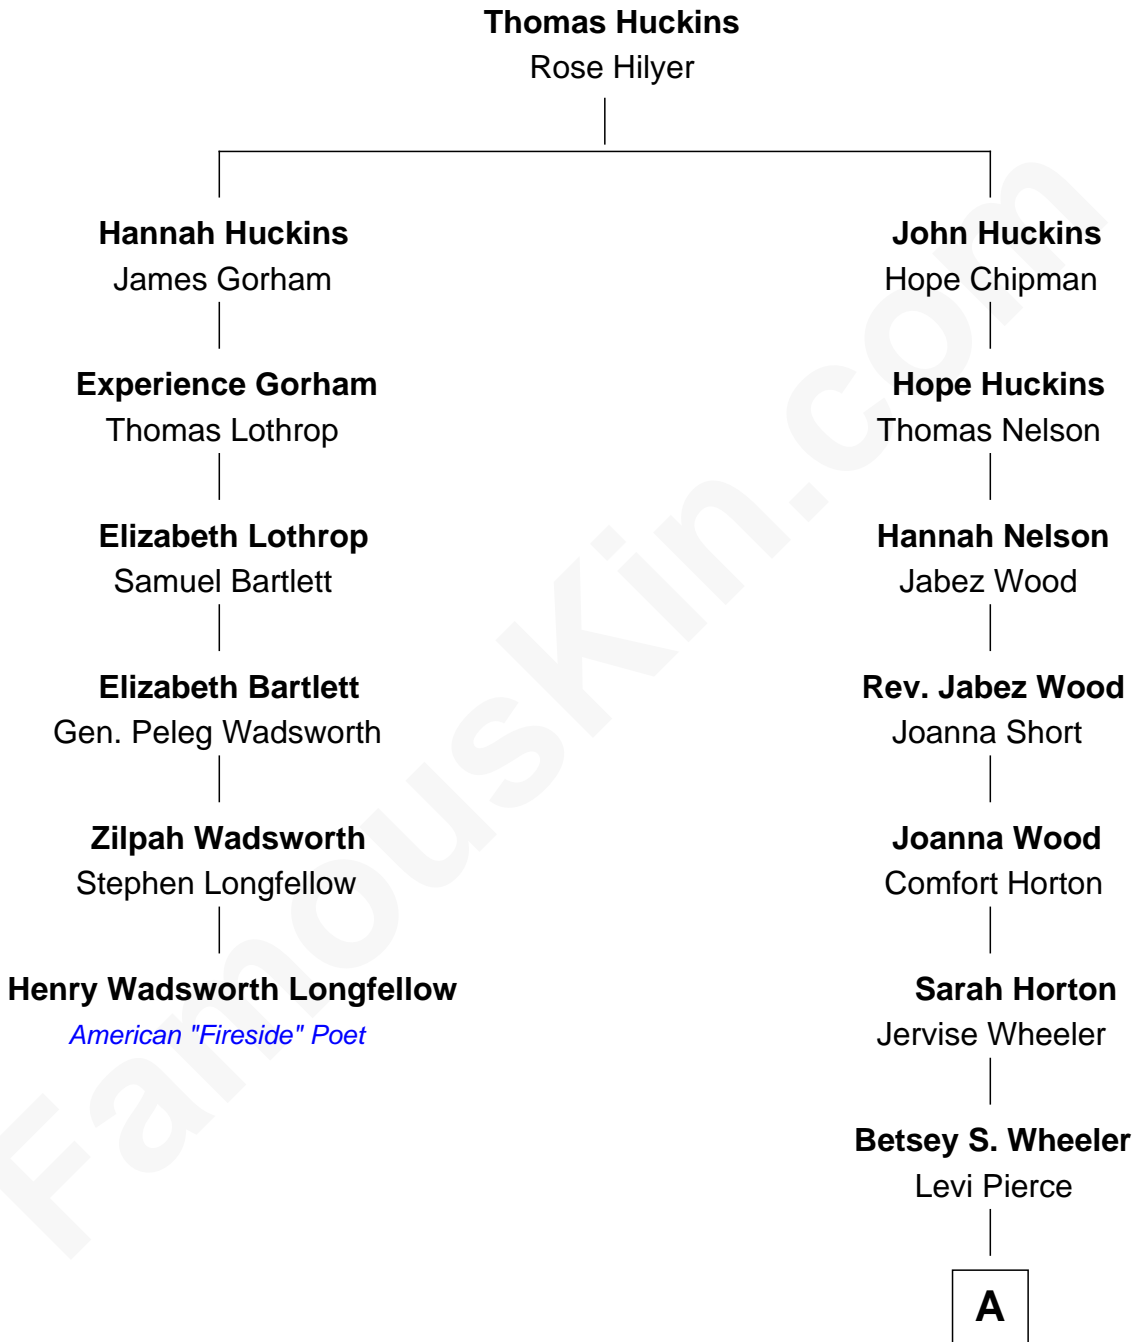 Thomas Huckins
Rose Hilyer
Hannah Huckins
James Gorham
John Huckins
Hope Chipman
Experience Gorham
Thomas Lothrop
Hope Huckins
Thomas Nelson
Elizabeth Lothrop
Samuel Bartlett
Hannah Nelson
Jabez Wood
Elizabeth Bartlett
Gen. Peleg Wadsworth
Rev. Jabez Wood
Joanna Short
Zilpah Wadsworth
Stephen Longfellow
Joanna Wood
Comfort Horton
Henry Wadsworth Longfellow
American "Fireside" Poet
Sarah Horton
Jervise Wheeler
Betsey S. Wheeler
Levi Pierce
A
FamousKin.com